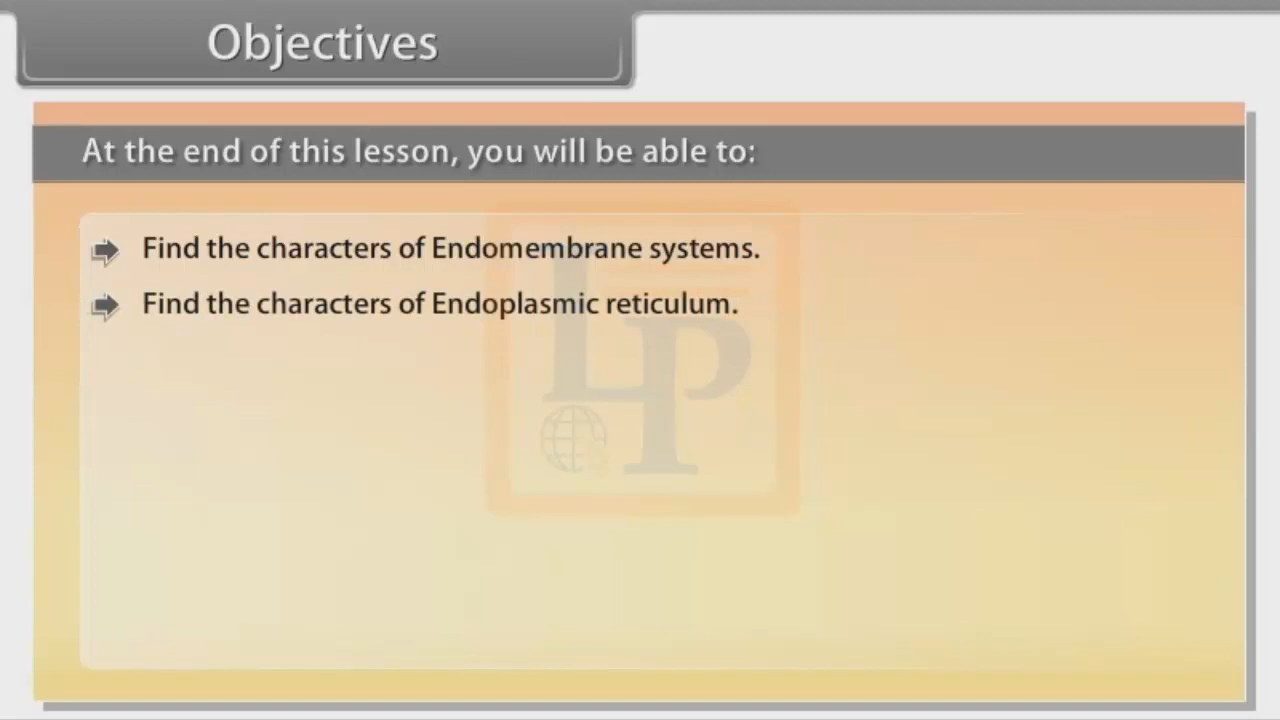 Objectives
At the end of this lesson, you will be able to:
Find the characters of Endomembrane systems.
Find the characters of Endoplasmic reticulum.
LP